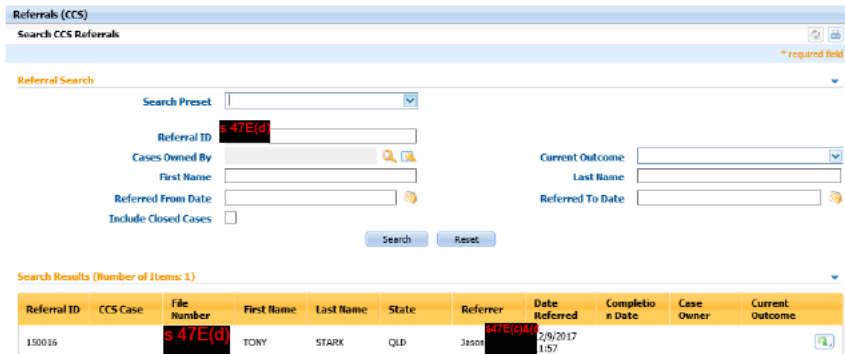 Referrals (CCS)
Search CCS Referrals
* required field
Referral Search
Search Preset
Referral ID s 47E(d)
Cases Owned By Current Outcome
First Name Last Name
Referred From Date Referred To Date
Include Closed Cases
Search Reset
Search Results (Number of Items: 1)
Referral ID CCS Case File Number First Name Last Name State Referrer Date Referred Completio n Date Case Owner Current Outcome
150016 s 47E(d) TONY STARK QLD Jason 2/9/2017